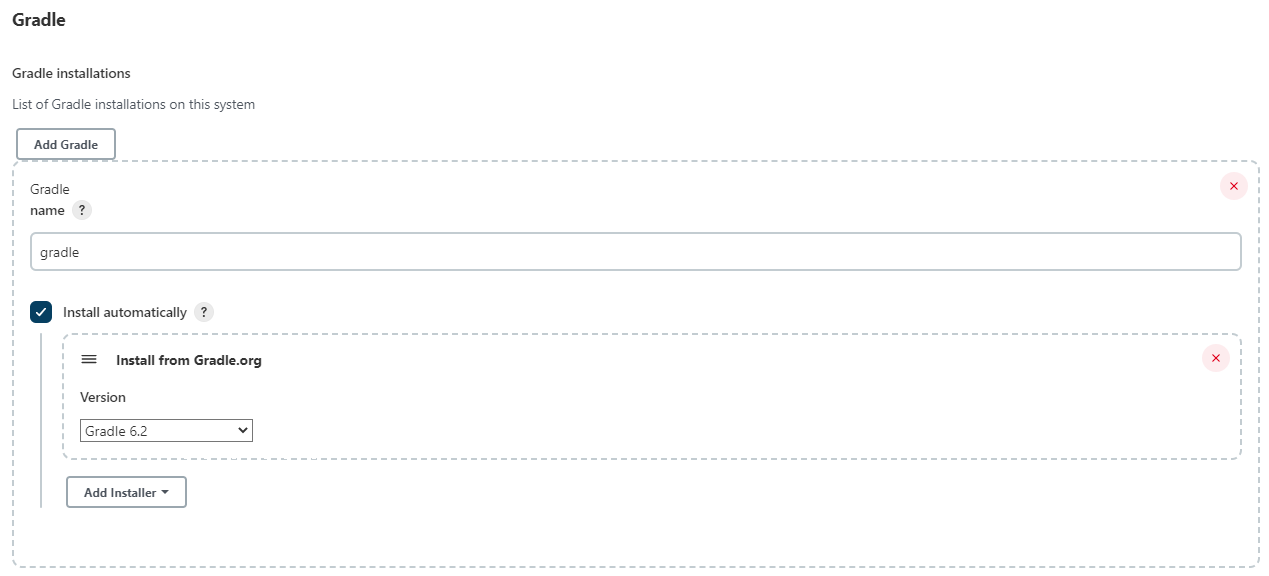 Gradle
Gradle installations
List of Gradle installations on this system
Add Gradle
Gradle
name ?
gradle
Install automatically ?
Install from Gradle.org
Version
Gradle 6.2
Add Installer